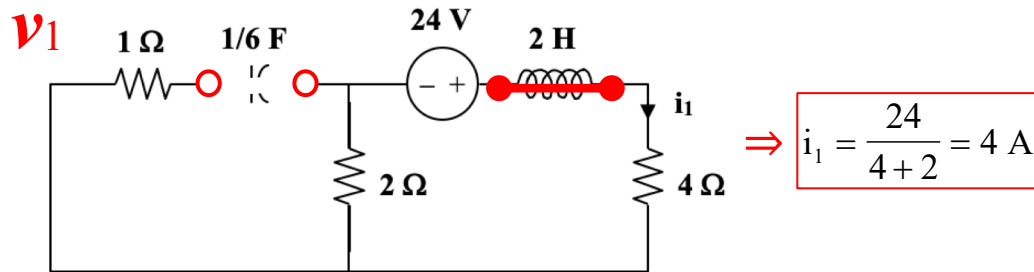 v₁
1 Ω
1/6 F
24 V
2 H
− +
i₁
2 Ω
4 Ω
⇒ i₁ = 24/(4 + 2) = 4 A